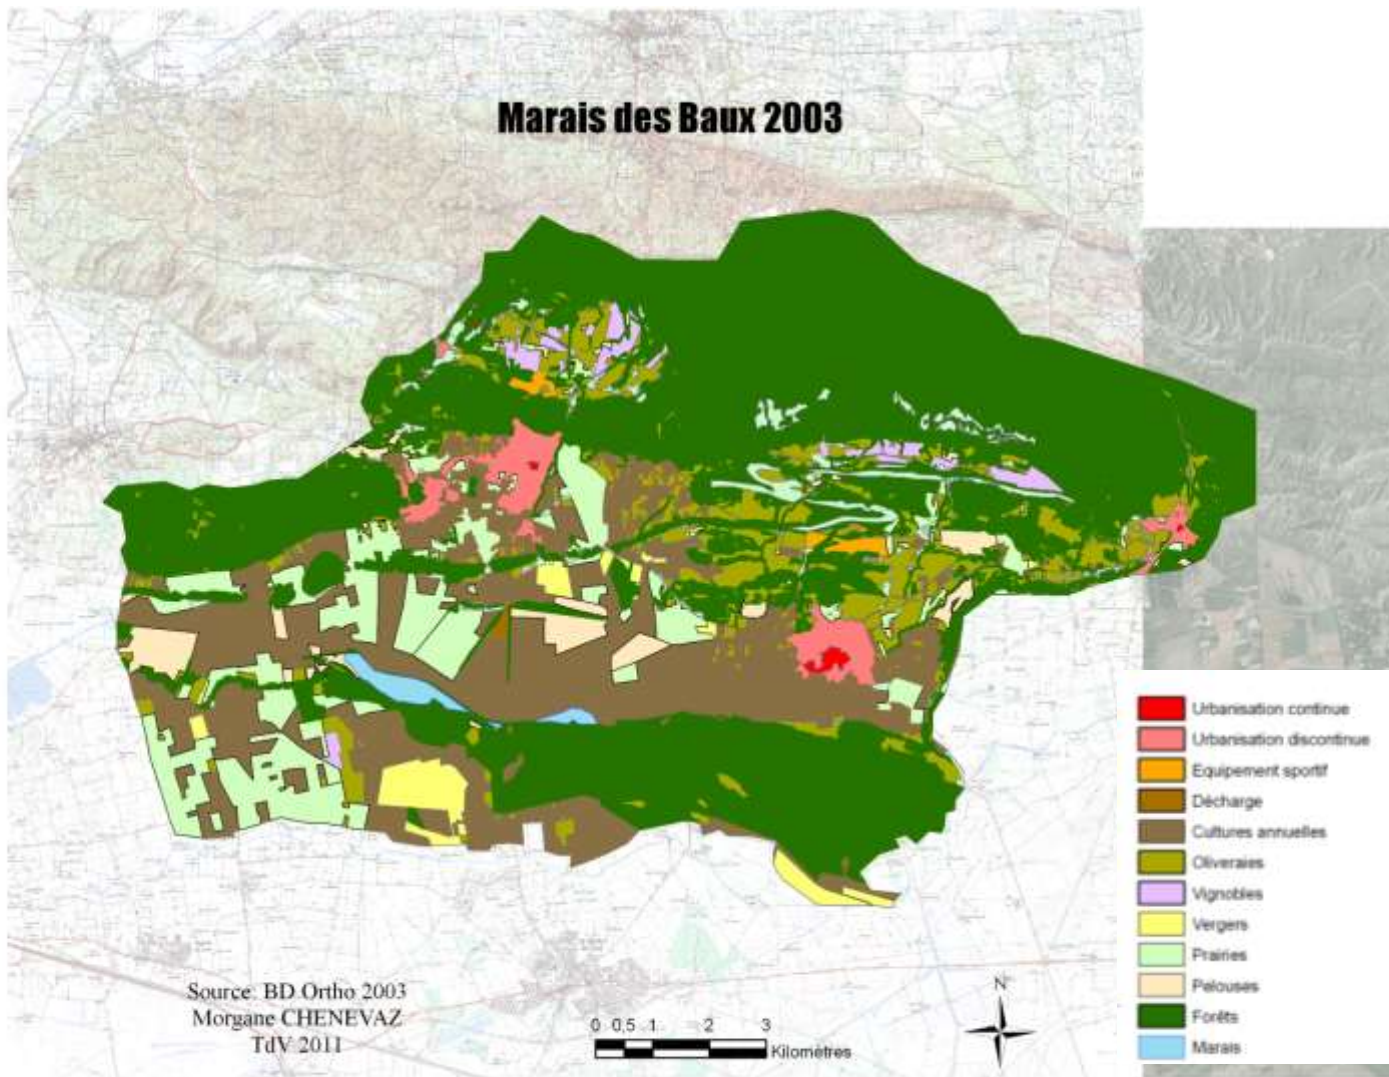 Marais des Baux 2003
Urbanisation continue
Urbanisation discontinue
Equipement sportif
Décharge
Cultures annuelles
Oliveraies
Vignobles
Vergers
Prairies
Pelouses
Forêts
Marais
Source: BD Ortho 2003
Morgane CHENEVAZ
TdV 2011
0 0,5 1 2 3
Kilomètres
N